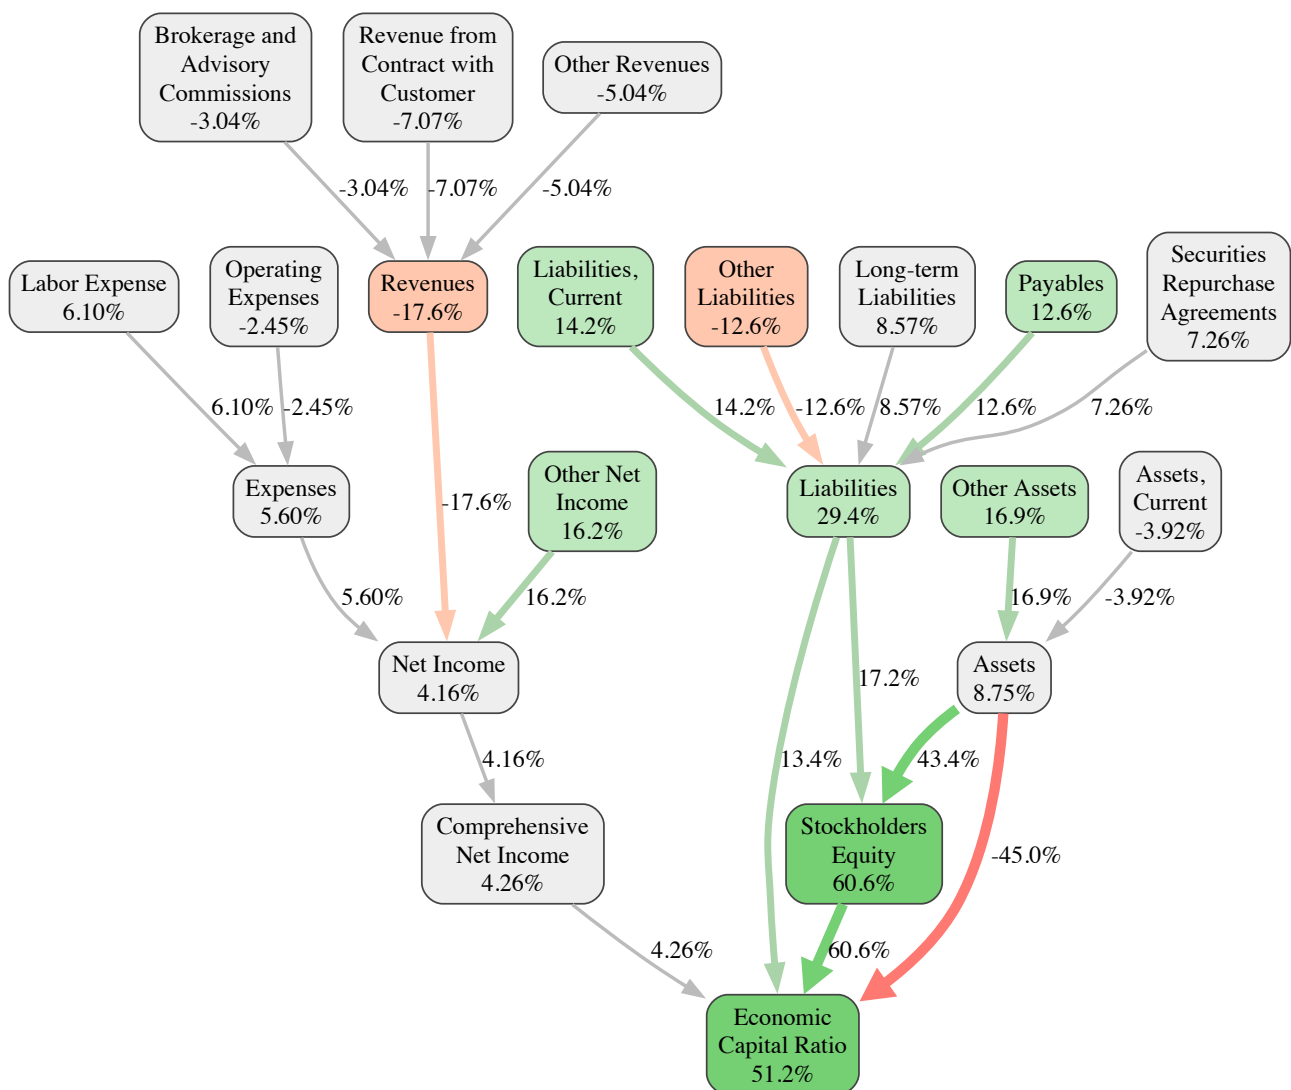 Brokerage and
Advisory
Commissions
-3.04%
Revenue from
Contract with
Customer
-7.07%
Other Revenues
-5.04%
-3.04%
-7.07%
-5.04%
Labor Expense
6.10%
Operating
Expenses
-2.45%
Revenues
-17.6%
Liabilities,
Current
14.2%
Other
Liabilities
-12.6%
Long-term
Liabilities
8.57%
Payables
12.6%
Securities
Repurchase
Agreements
7.26%
6.10%
-2.45%
14.2%
-12.6%
8.57%
12.6%
7.26%
Expenses
5.60%
-17.6%
Other Net
Income
16.2%
Liabilities
29.4%
Other Assets
16.9%
Assets,
Current
-3.92%
5.60%
16.2%
16.9%
-3.92%
Net Income
4.16%
17.2%
Assets
8.75%
4.16%
13.4%
43.4%
Comprehensive
Net Income
4.26%
Stockholders
Equity
60.6%
-45.0%
4.26%
60.6%
Economic
Capital Ratio
51.2%